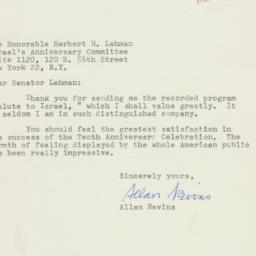 e Honorable Herbert H. Lehman
rael's Anniversary Committee
ite 1120, 120 E. 56th Street
w York 22, N.Y.
ar Senator Lehman:
Thank you for sending me the recorded program
alute to Israel," which I shall value greatly. It
seldom I am in such distinguished company.
You should feel the greatest satisfaction in
e success of the Tenth Anniversary Celebration. The
rmth of feeling displayed by the whole American public
s been really impressive.
Sincerely yours,
Allan Nevins
Allan Nevins